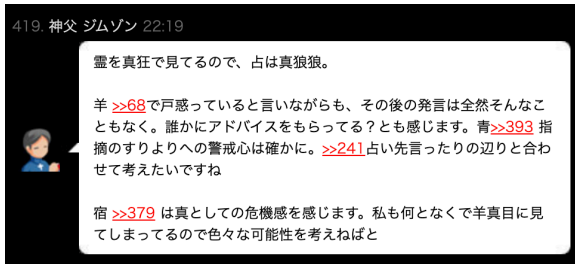 419. 神父 ジムゾン 22:19
霊を真狂で見てるので、占は真狼狼。
羊 >>68で戸惑っていると言いながらも、その後の発言は全然そんなこ
ともなく。誰かにアドバイスをもらってる？とも感じます。青>>393 指
摘のすりよりへの警戒心は確かに。>>241占い先言ったりの辺りと合わ
せて考えたいですね
宿 >>379 は真としての危機感を感じます。私も何となくで羊真目に見
てしまってるので色々な可能性を考えねばと